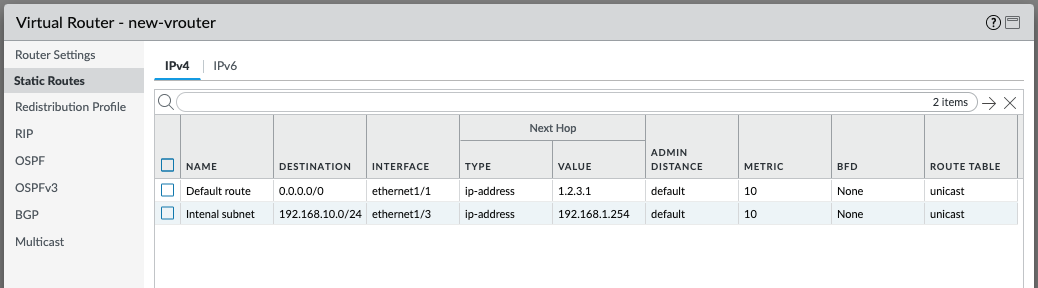 Virtual Router - new-vrouter
?
Router Settings
Static Routes
Redistribution Profile
RIP
OSPF
OSPFv3
BGP
Multicast
IPv4 | IPv6
2 items
Next Hop
NAME DESTINATION INTERFACE TYPE VALUE ADMIN DISTANCE METRIC BFD ROUTE TABLE
Default route 0.0.0.0/0 ethernet1/1 ip-address 1.2.3.1 default 10 None unicast
Intenal subnet 192.168.10.0/24 ethernet1/3 ip-address 192.168.1.254 default 10 None unicast